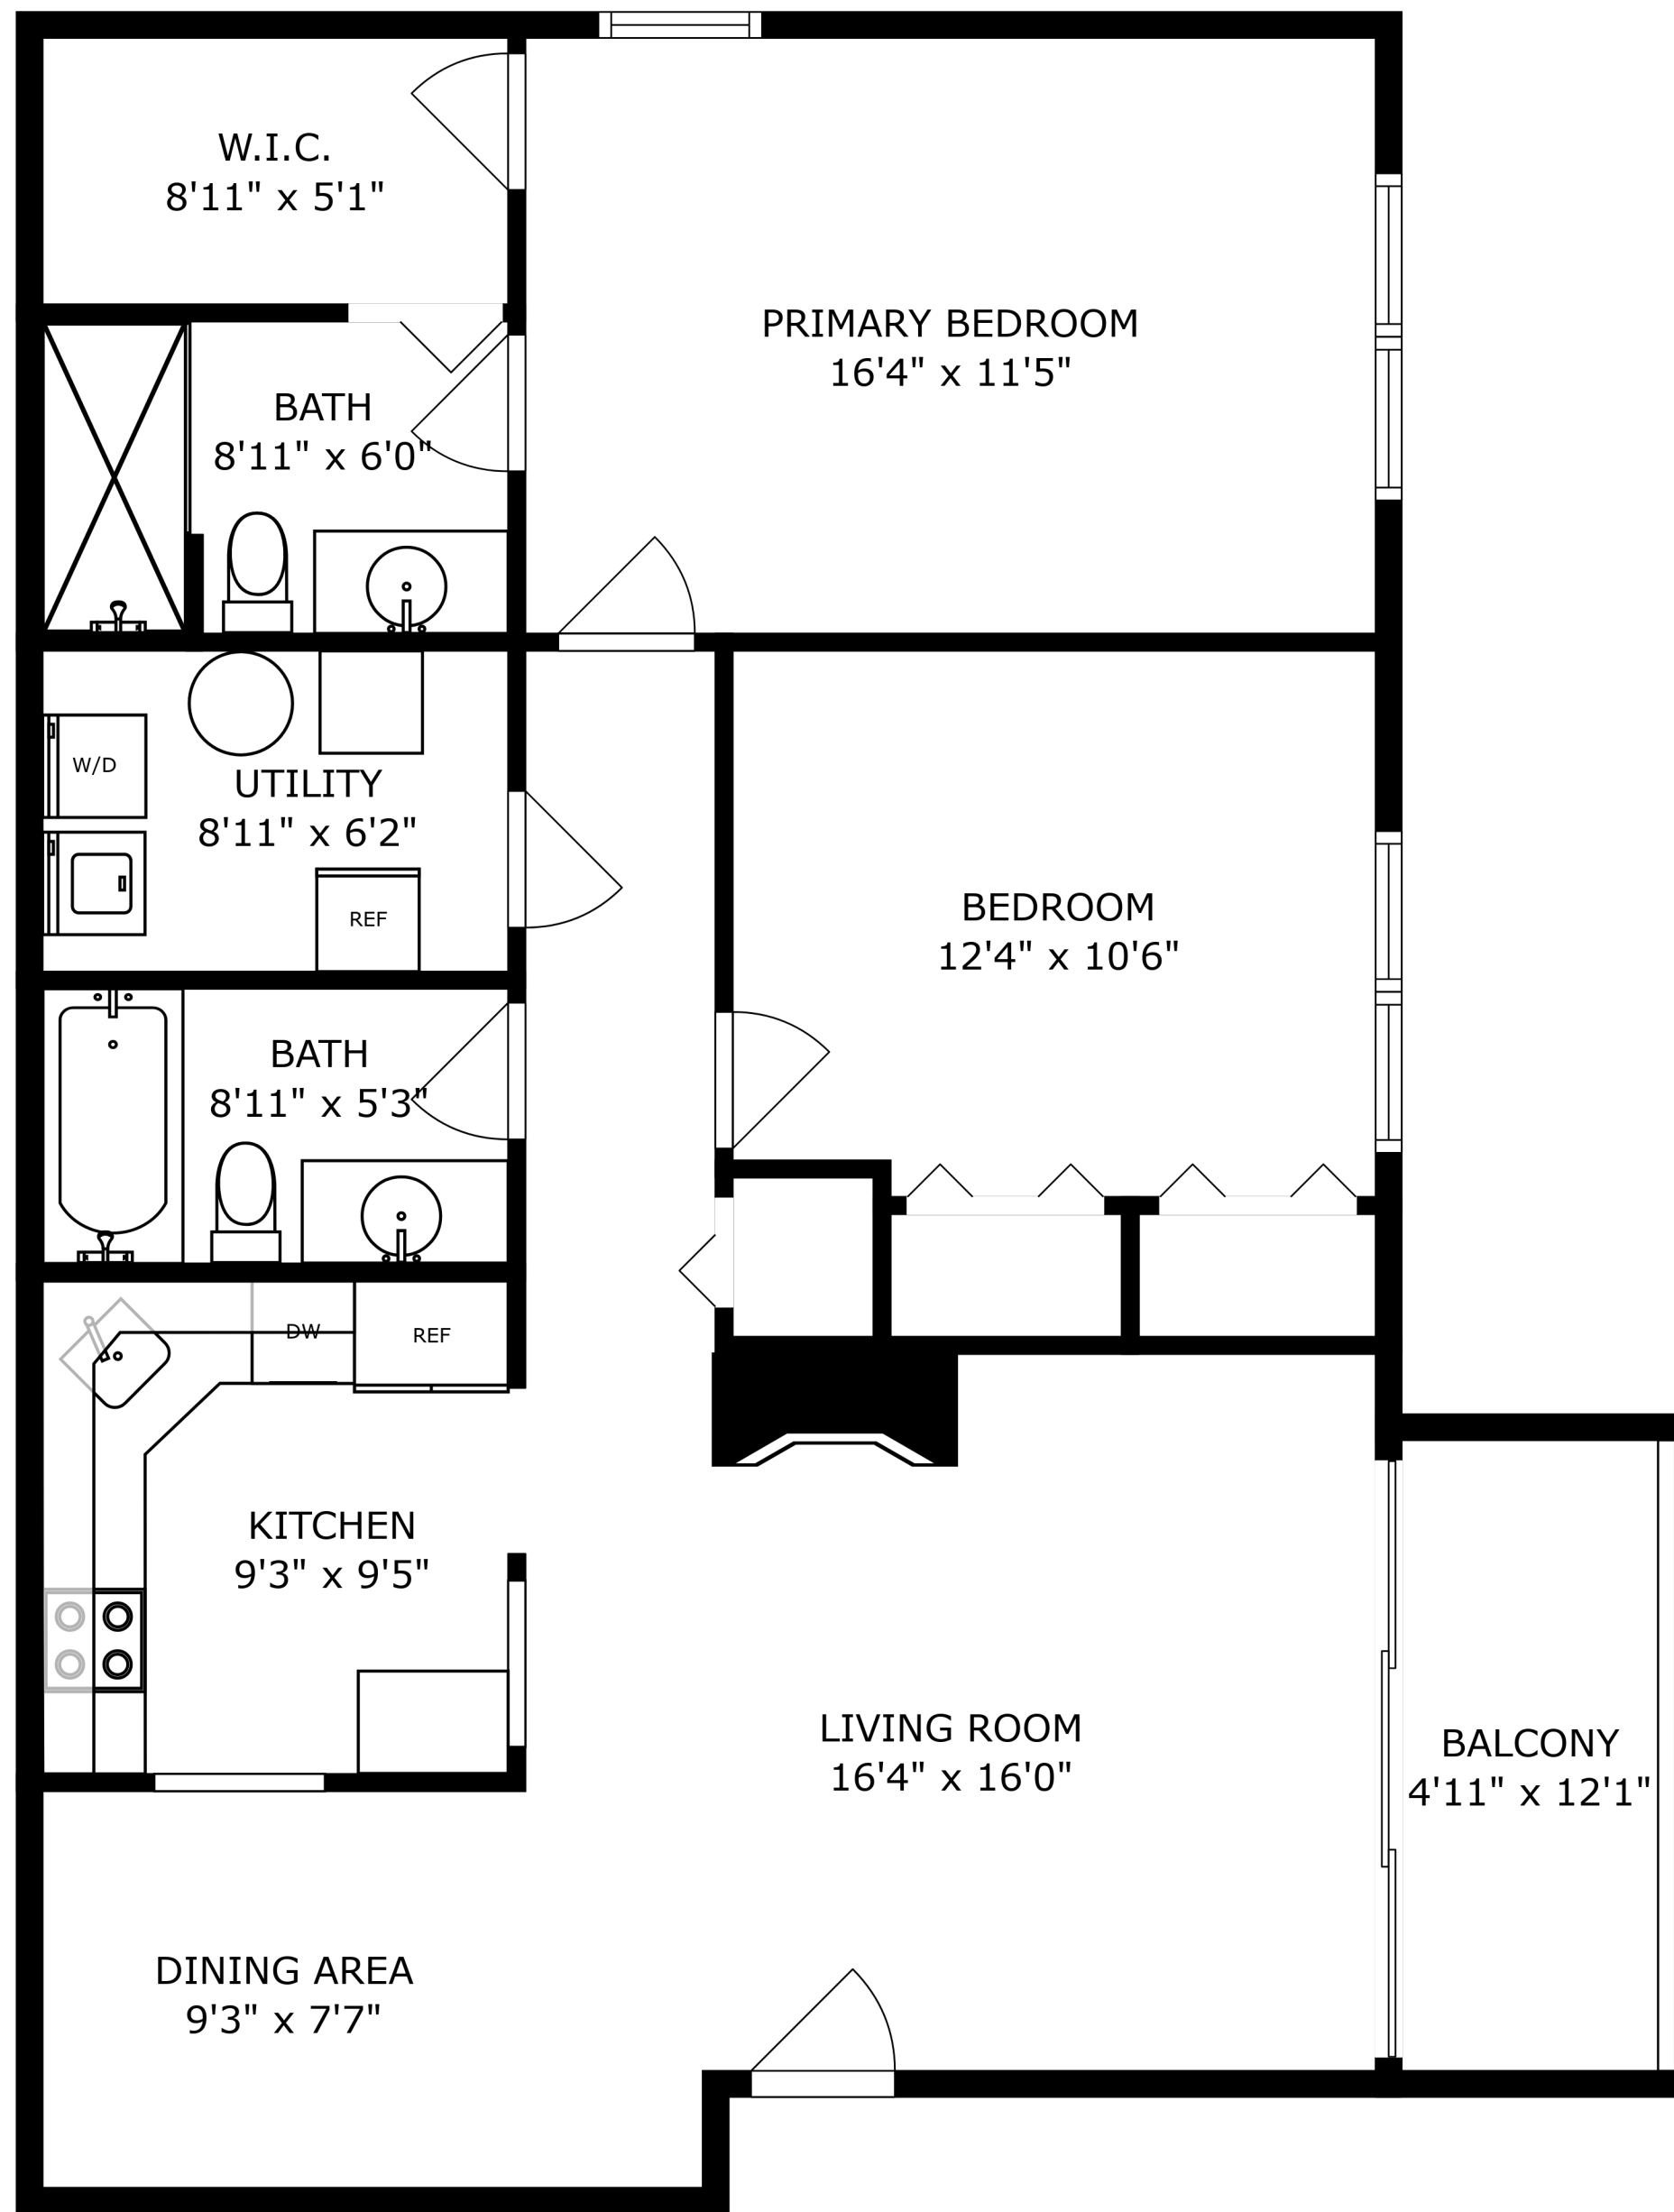 W.I.C.
8'11" x 5'1"
PRIMARY BEDROOM
16'4" x 11'5"
BATH
8'11" x 6'0"
W/D
UTILITY
8'11" x 6'2"
REF
BEDROOM
12'4" x 10'6"
BATH
8'11" x 5'3"
DW
REF
KITCHEN
9'3" x 9'5"
LIVING ROOM
16'4" x 16'0"
BALCONY
4'11" x 12'1"
DINING AREA
9'3" x 7'7"